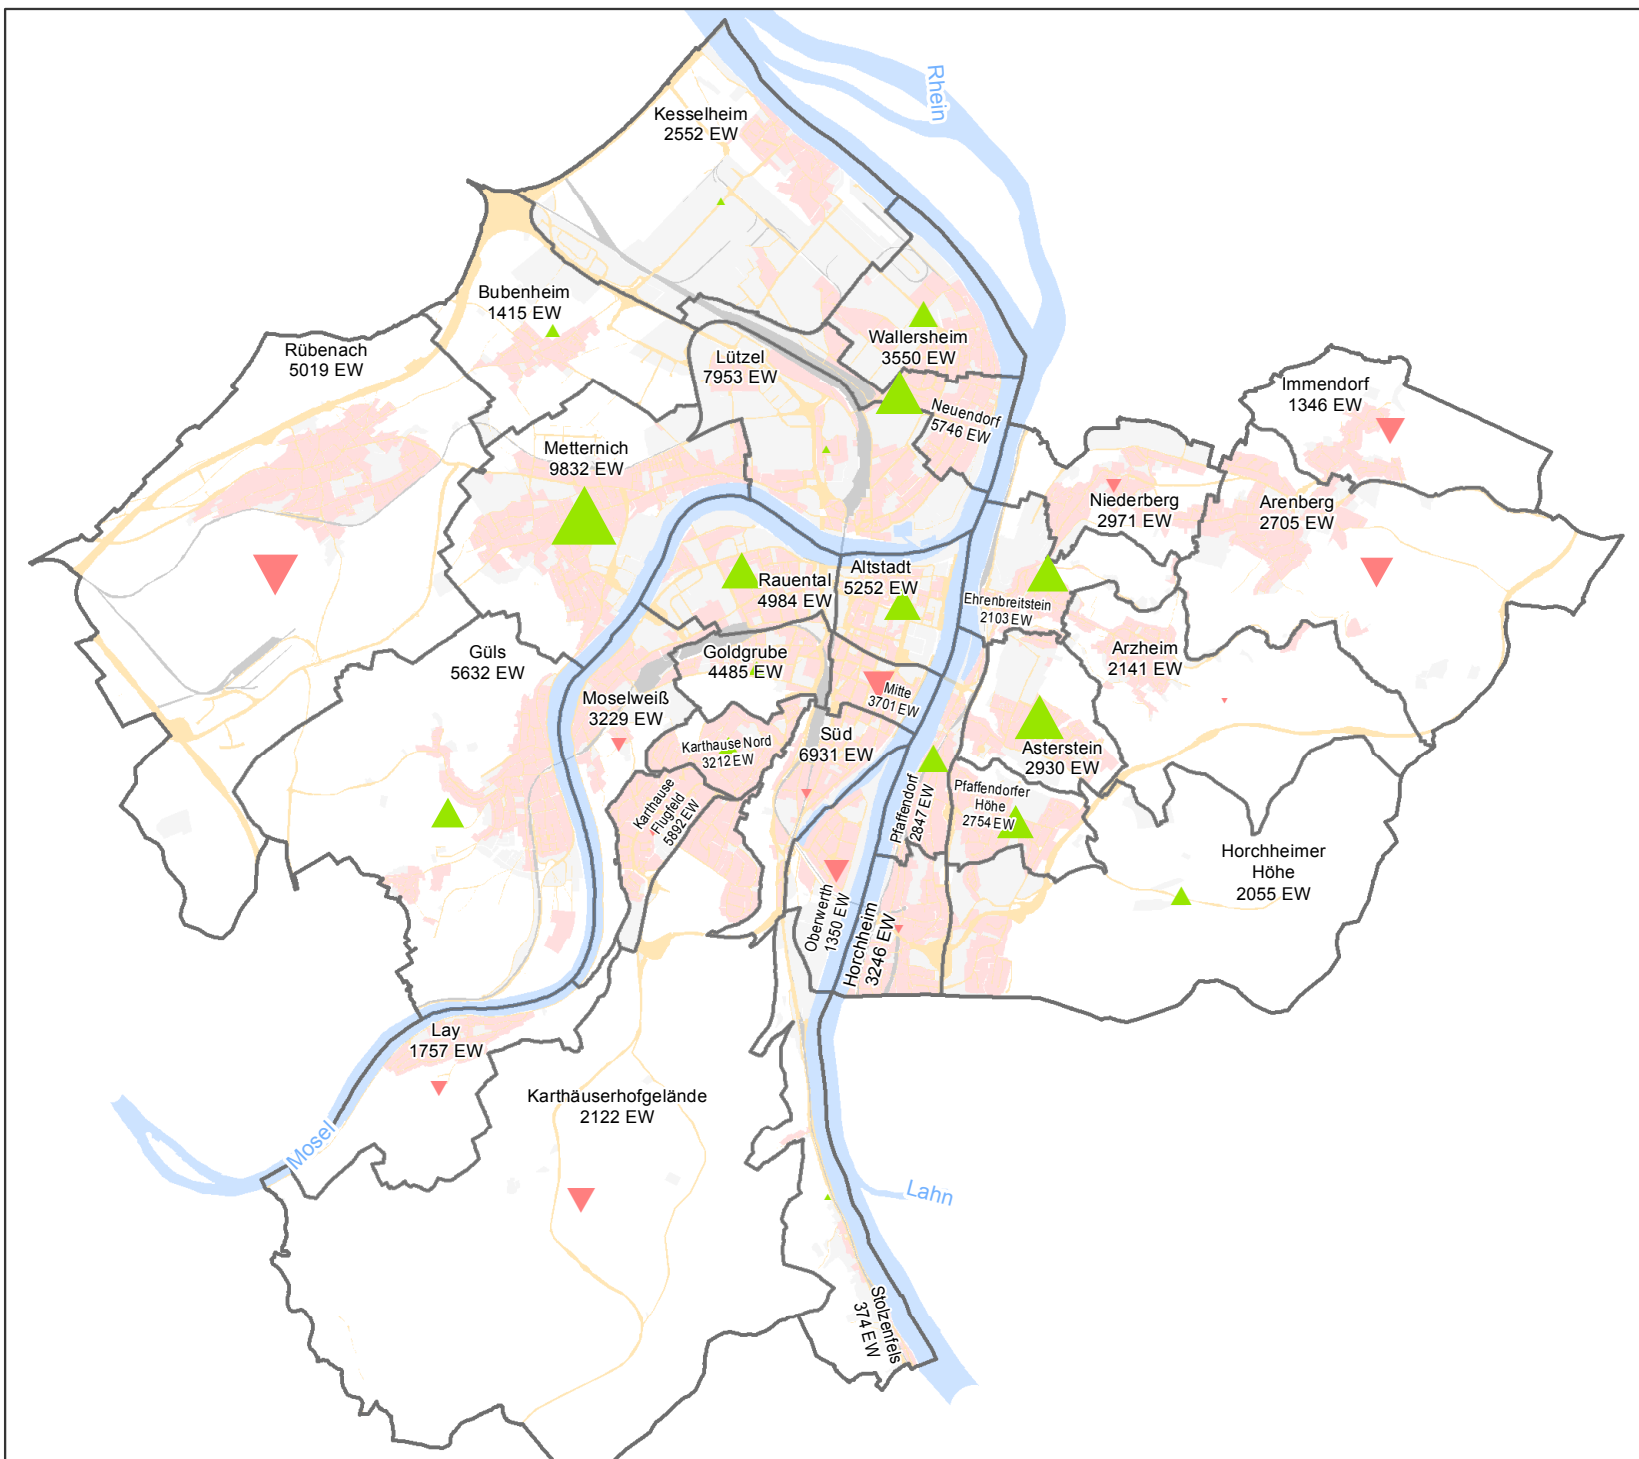 Rhein
Kesselheim
2552 EW
Bubenheim
1415 EW
Rübenach
5019 EW
Lützel
7953 EW
Wallersheim
3550 EW
Neuendorf
5746 EW
Immendorf
1346 EW
Metternich
9832 EW
Niederberg
2971 EW
Arenberg
2705 EW
Rauental
4984 EW
Altstadt
5252 EW
Ehrenbreitstein
2103 EW
Güls
5632 EW
Goldgrube
4485 EW
Arzheim
2141 EW
Moselweiß
3229 EW
Mitte
3701 EW
Karthause Nord
3212 EW
Süd
6931 EW
Asterstein
2930 EW
Karthause
Flugfeld
5892 EW
Pfaffendorf
2847 EW
Pfaffendorfer
Höhe
2754 EW
Horchheimer
Höhe
2055 EW
Oberwerth
1350 EW
Horchheim
3246 EW
Lay
1757 EW
Karthäuserhofgelände
2122 EW
Mosel
Lahn
Stolzenfels
374 EW